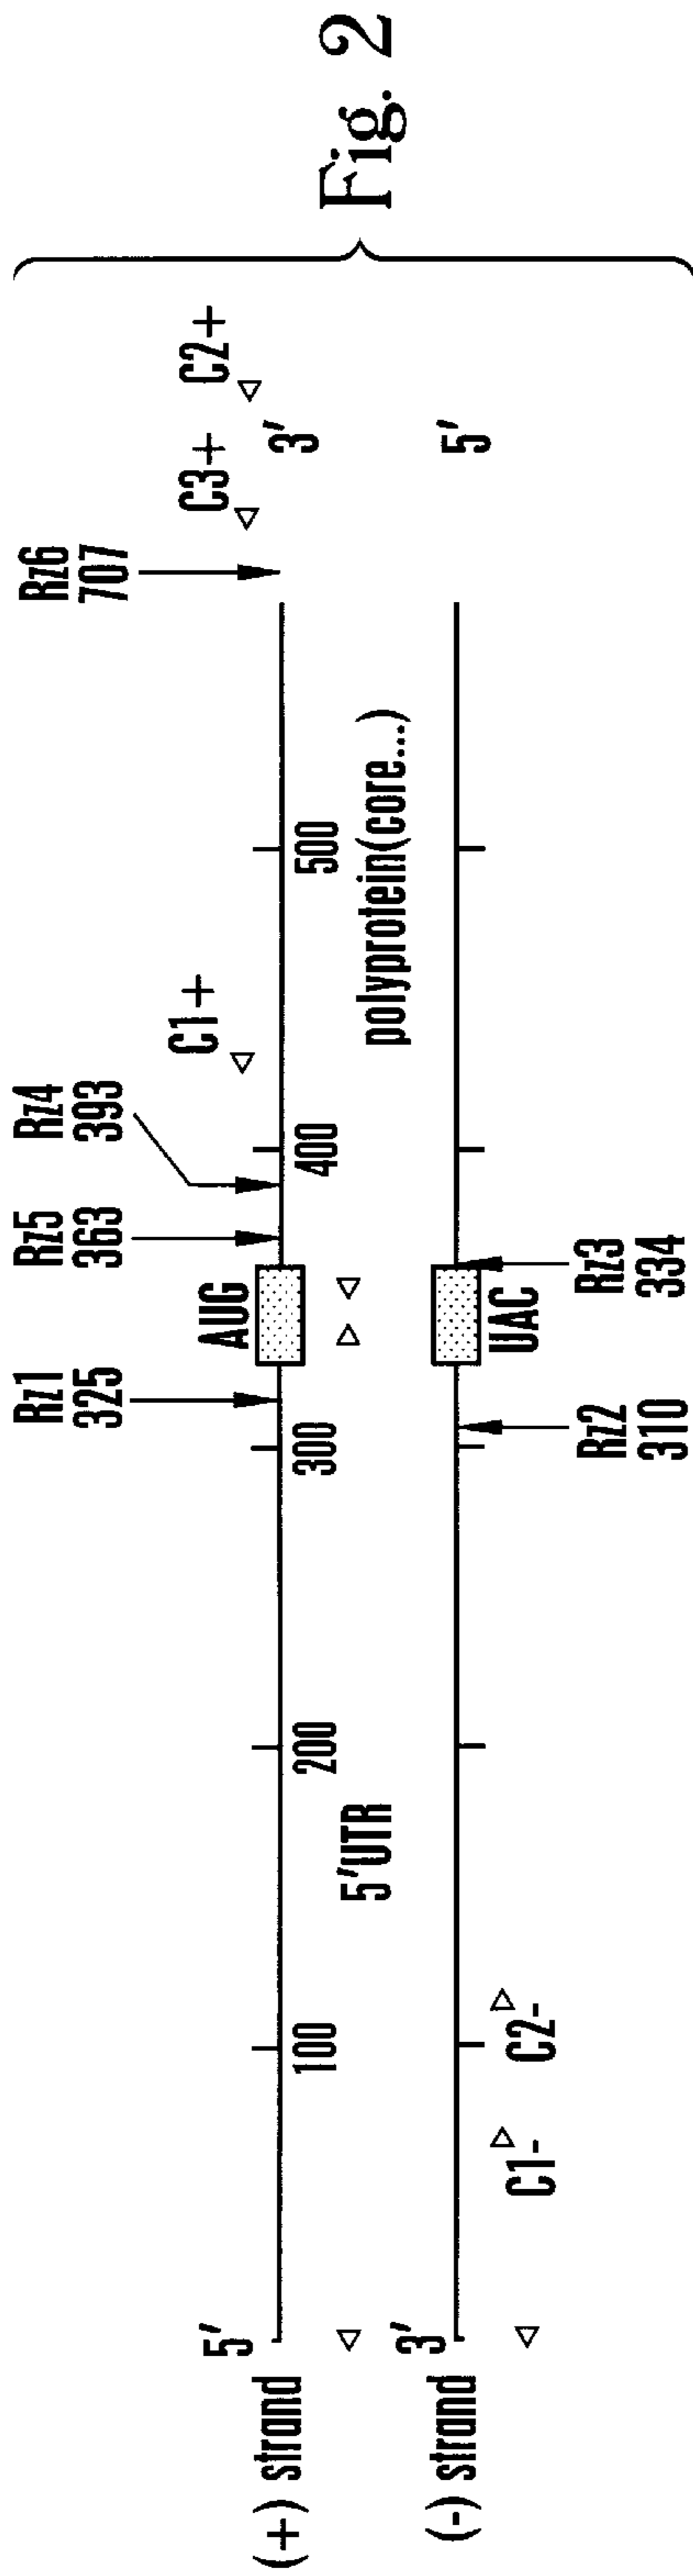 Rz1
325
Rz5
363
Rz4
393
Rz6
707
AUG
C1+
C3+
C2+
5′
3′
(+) strand
100
200
300
400
500
5′UTR
polyprotein(core...)
3′
5′
(-) strand
C1-
C2-
UAC
Rz2
310
Rz3
334
Fig. 2